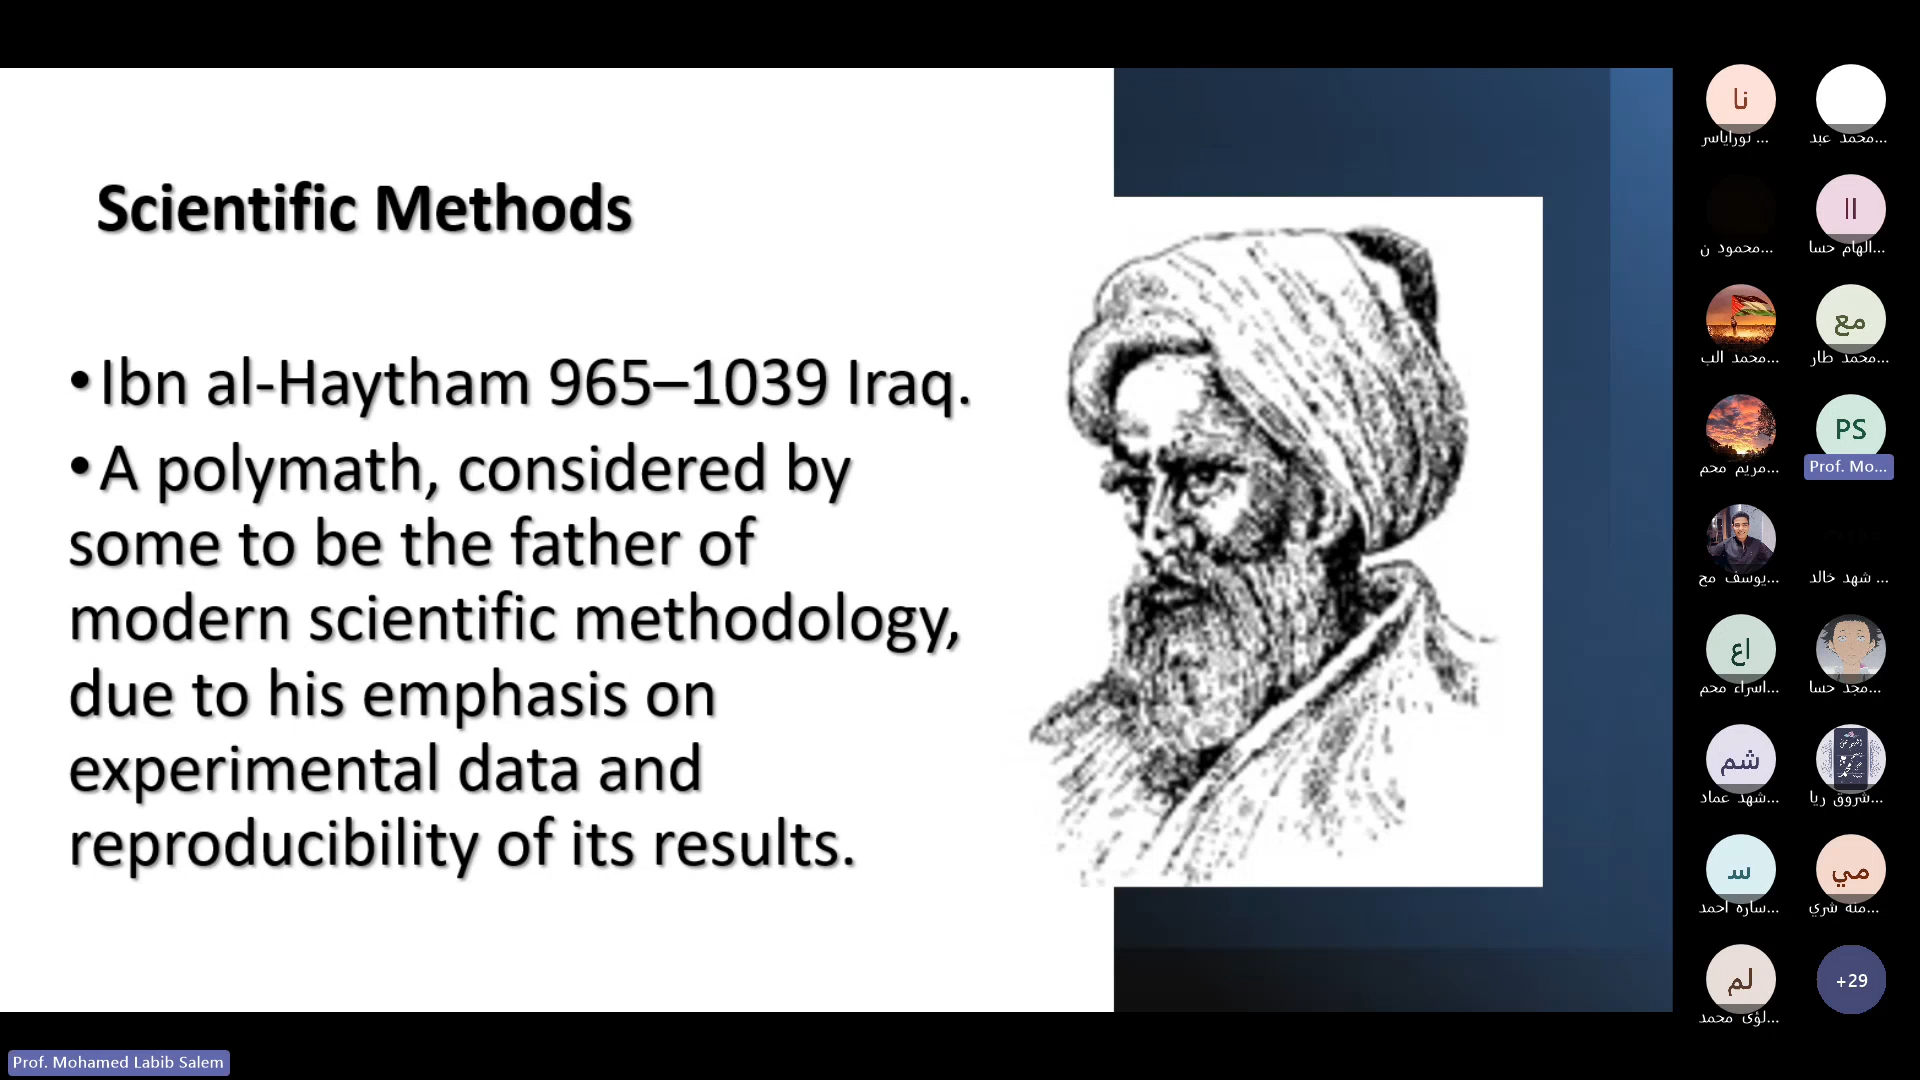 Scientific Methods
•Ibn al-Haytham 965–1039 Iraq.
•A polymath, considered by
some to be the father of
modern scientific methodology,
due to his emphasis on
experimental data and
reproducibility of its results.
نا
نوراياسر ...
محمد عبد...
محمود ن...
اا
الهام حسا...
محمد الب...
مع
محمد طار...
مريم محم...
PS
Prof. Mo...
يوسف مح...
شهد خالد ...
اع
اسراء محم...
مجد حسا...
شم
شهد عماد...
شروق ريا...
س
ساره احمد...
مي
منه شري...
لم
لؤى محمد...
+29
Prof. Mohamed Labib Salem